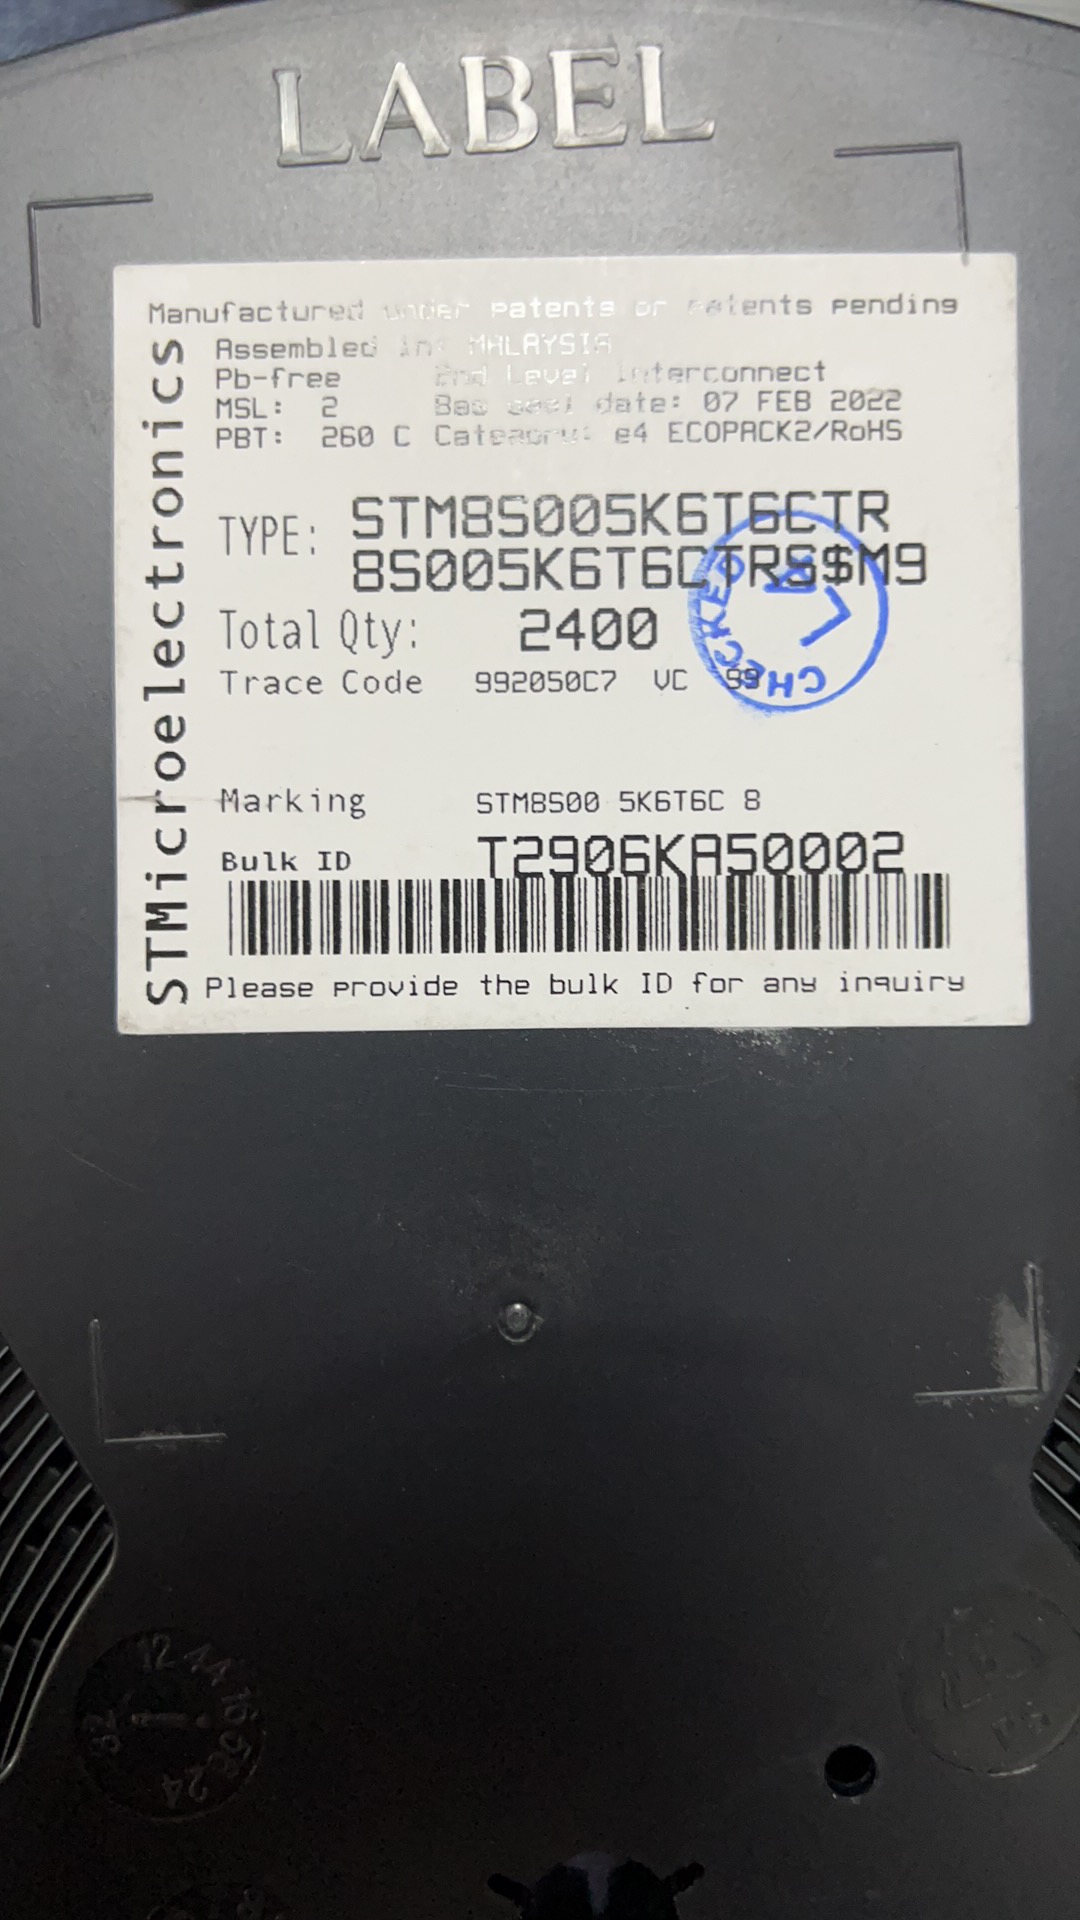 LABEL
Manufactured under patents or patents pending
Assembled in: MALAYSIA
Pb-free 2nd Level Interconnect
MSL: 2 Bag seal date: 07 FEB 2022
PBT: 260 C Category: e4 ECOPACK2/RoHS
STMicroelectronics
TYPE: STM8S005K6T6CTR
8S005K6T6CTRS$M9
Total Qty: 2400
Trace Code 992050C7 VC 99
CHECKED
Marking STM8S00 5K6T6C 8
Bulk ID T2906KA50002
Please provide the bulk ID for any inquiry